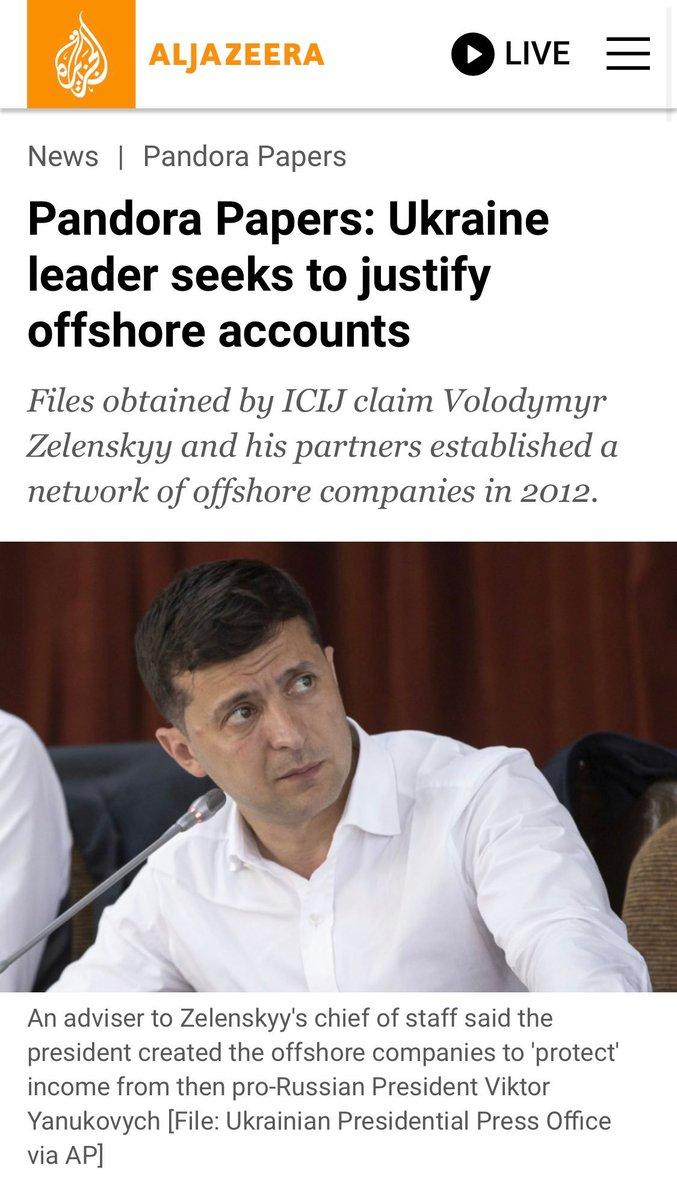 ALJAZEERA
LIVE
News | Pandora Papers
Pandora Papers: Ukraine
leader seeks to justify
offshore accounts
Files obtained by ICIJ claim Volodymyr
Zelenskyy and his partners established a
network of offshore companies in 2012.
An adviser to Zelenskyy's chief of staff said the
president created the offshore companies to 'protect'
income from then pro-Russian President Viktor
Yanukovych [File: Ukrainian Presidential Press Office
via AP]